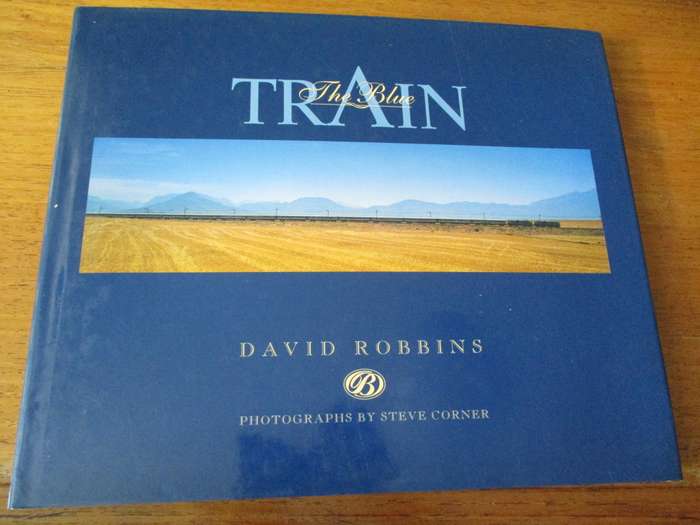 The Blue
TRAIN
DAVID ROBBINS
B
PHOTOGRAPHS BY STEVE CORNER